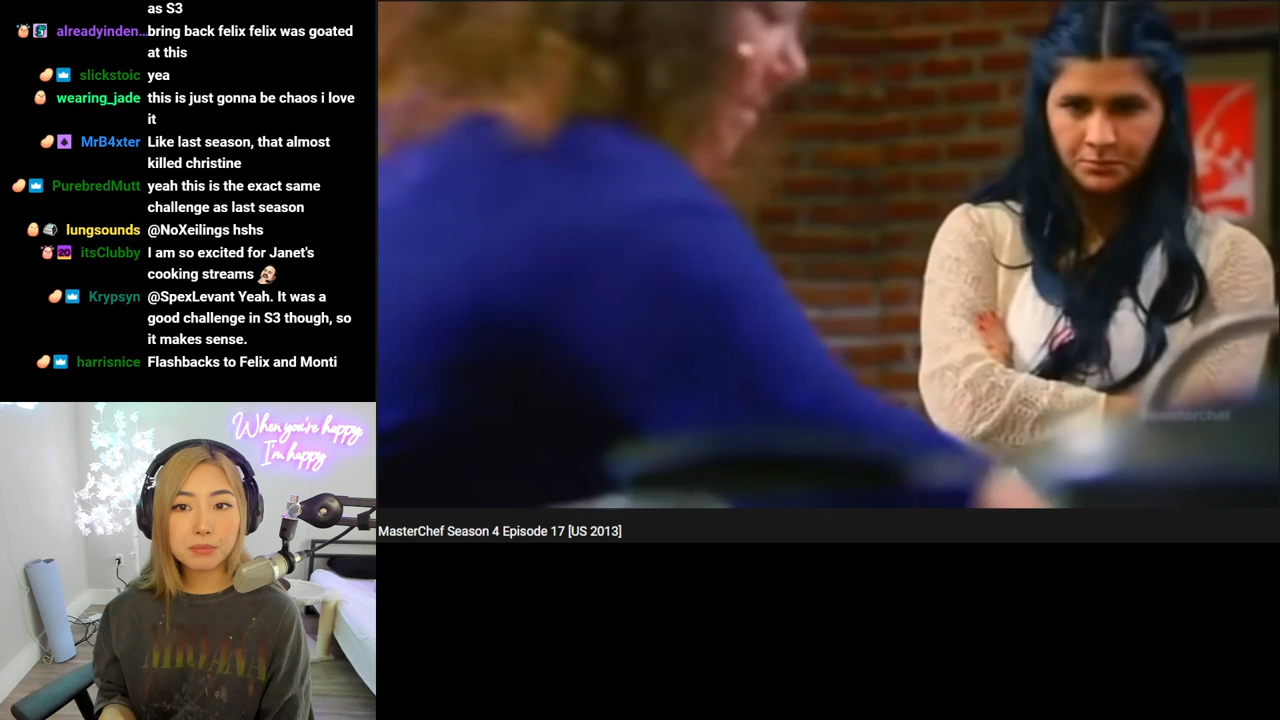 as S3
alreadyinden... bring back felix felix was goated
at this
slickstoic yea
wearing_jade this is just gonna be chaos i love
it
MrB4xter Like last season, that almost
killed christine
PurebredMutt yeah this is the exact same
challenge as last season
lungsounds @NoXeilings hshs
itsClubby I am so excited for Janet's
cooking streams
Krypsyn @SpexLevant Yeah. It was a
good challenge in S3 though, so
it makes sense.
harrisnice Flashbacks to Felix and Monti
When you're happy
I'm happy
NIRVANA
masterchef
MasterChef Season 4 Episode 17 [US 2013]